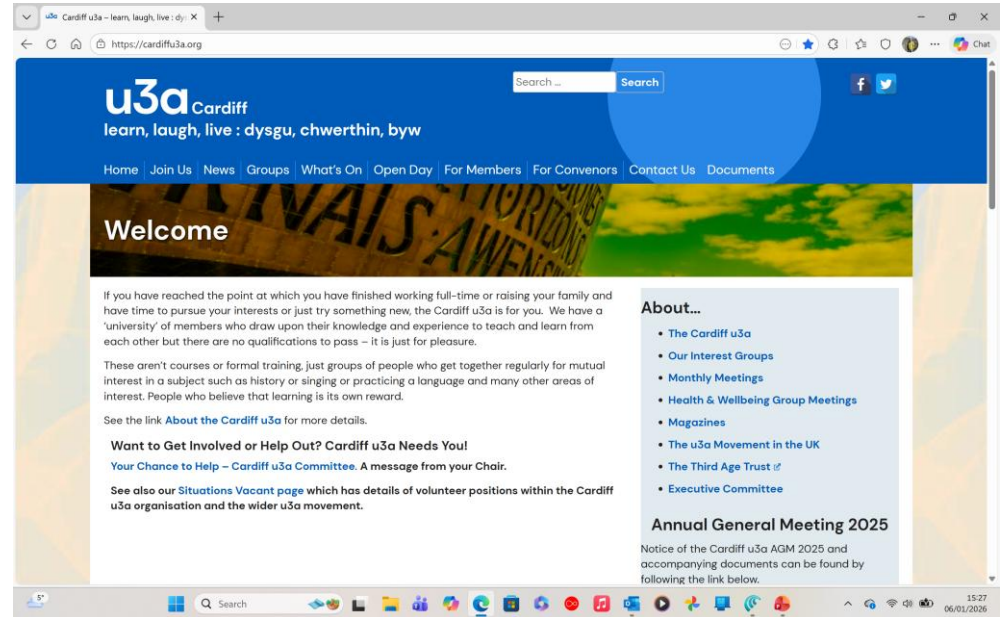 Cardiff u3a – learn, laugh, live : dy
https://cardiffu3a.org
Chat
u3a Cardiff
learn, laugh, live : dysgu, chwerthin, byw
Search …
Search
Home Join Us News Groups What's On Open Day For Members For Convenors Contact Us Documents
Welcome
If you have reached the point at which you have finished working full-time or raising your family and
have time to pursue your interests or just try something new, the Cardiff u3a is for you. We have a
'university' of members who draw upon their knowledge and experience to teach and learn from
each other but there are no qualifications to pass – it is just for pleasure.
These aren't courses or formal training, just groups of people who get together regularly for mutual
interest in a subject such as history or singing or practicing a language and many other areas of
interest. People who believe that learning is its own reward.
See the link About the Cardiff u3a for more details.
Want to Get Involved or Help Out? Cardiff u3a Needs You!
Your Chance to Help – Cardiff u3a Committee. A message from your Chair.
See also our Situations Vacant page which has details of volunteer positions within the Cardiff
u3a organisation and the wider u3a movement.
About…
• The Cardiff u3a
• Our Interest Groups
• Monthly Meetings
• Health & Wellbeing Group Meetings
• Magazines
• The u3a Movement in the UK
• The Third Age Trust
• Executive Committee
Annual General Meeting 2025
Notice of the Cardiff u3a AGM 2025 and
accompanying documents can be found by
following the link below.
5°
Search
15:27
06/01/2026